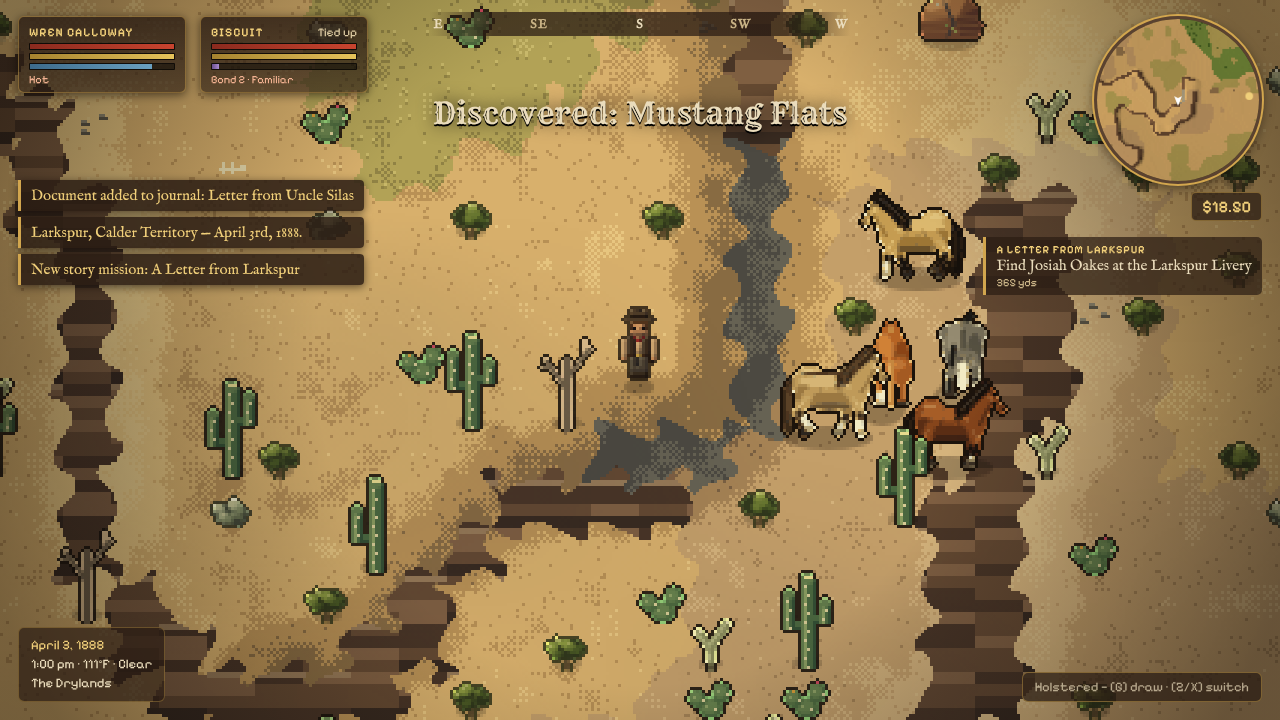 WREN CALLOWAY
Hot
BISCUIT
Tied up
Bond 2 · Familiar
E
SE
S
SW
W
Discovered: Mustang Flats
Document added to journal: Letter from Uncle Silas
Larkspur, Calder Territory – April 3rd, 1888.
New story mission: A Letter from Larkspur
$18.80
A LETTER FROM LARKSPUR
Find Josiah Oakes at the Larkspur Livery
368 yds
April 3, 1888
1:00 pm · 111°F · Clear
The Drylands
Holstered – (G) draw · (Z/X) switch